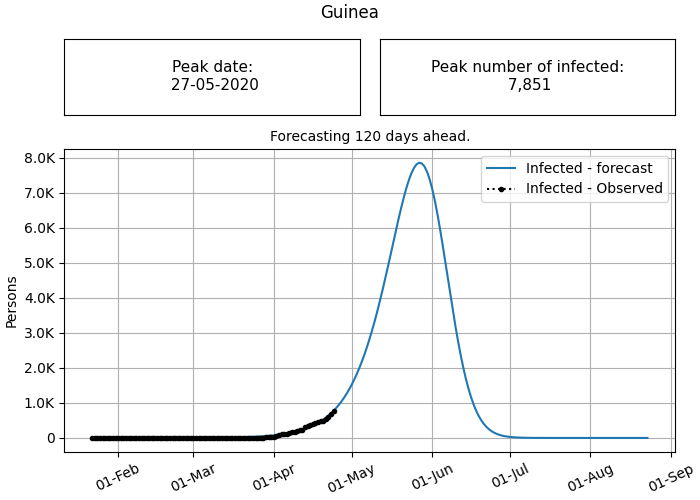 Guinea
Peak date:
27-05-2020
Peak number of infected:
7,851
Forecasting 120 days ahead.
Infected - forecast
Infected - Observed
Persons
8.0K
7.0K
6.0K
5.0K
4.0K
3.0K
2.0K
1.0K
0
01-Feb
01-Mar
01-Apr
01-May
01-Jun
01-Jul
01-Aug
01-Sep